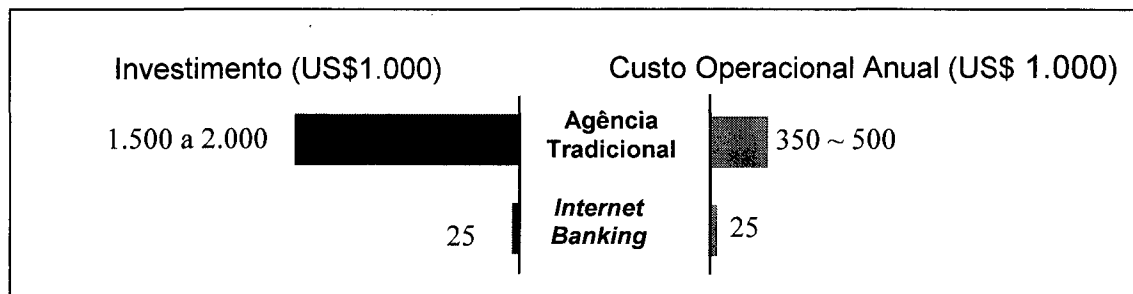 Investimento (US$1.000)
Custo Operacional Anual (US$ 1.000)
1.500 a 2.000
Agência
Tradicional
350 ~ 500
25
Internet
Banking
25